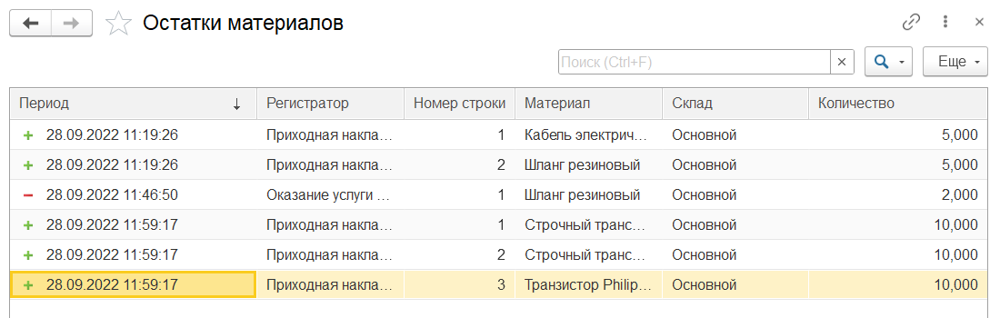 Остатки материалов
Поиск (Ctrl+F)
Еще
Период Регистратор Номер строки Материал Склад Количество
28.09.2022 11:19:26 Приходная накла... 1 Кабель электрич... Основной 5,000
28.09.2022 11:19:26 Приходная накла... 2 Шланг резиновый Основной 5,000
28.09.2022 11:46:50 Оказание услуги ... 1 Шланг резиновый Основной 2,000
28.09.2022 11:59:17 Приходная накла... 1 Строчный транс... Основной 10,000
28.09.2022 11:59:17 Приходная накла... 2 Строчный транс... Основной 10,000
28.09.2022 11:59:17 Приходная накла... 3 Транзистор Philip... Основной 10,000